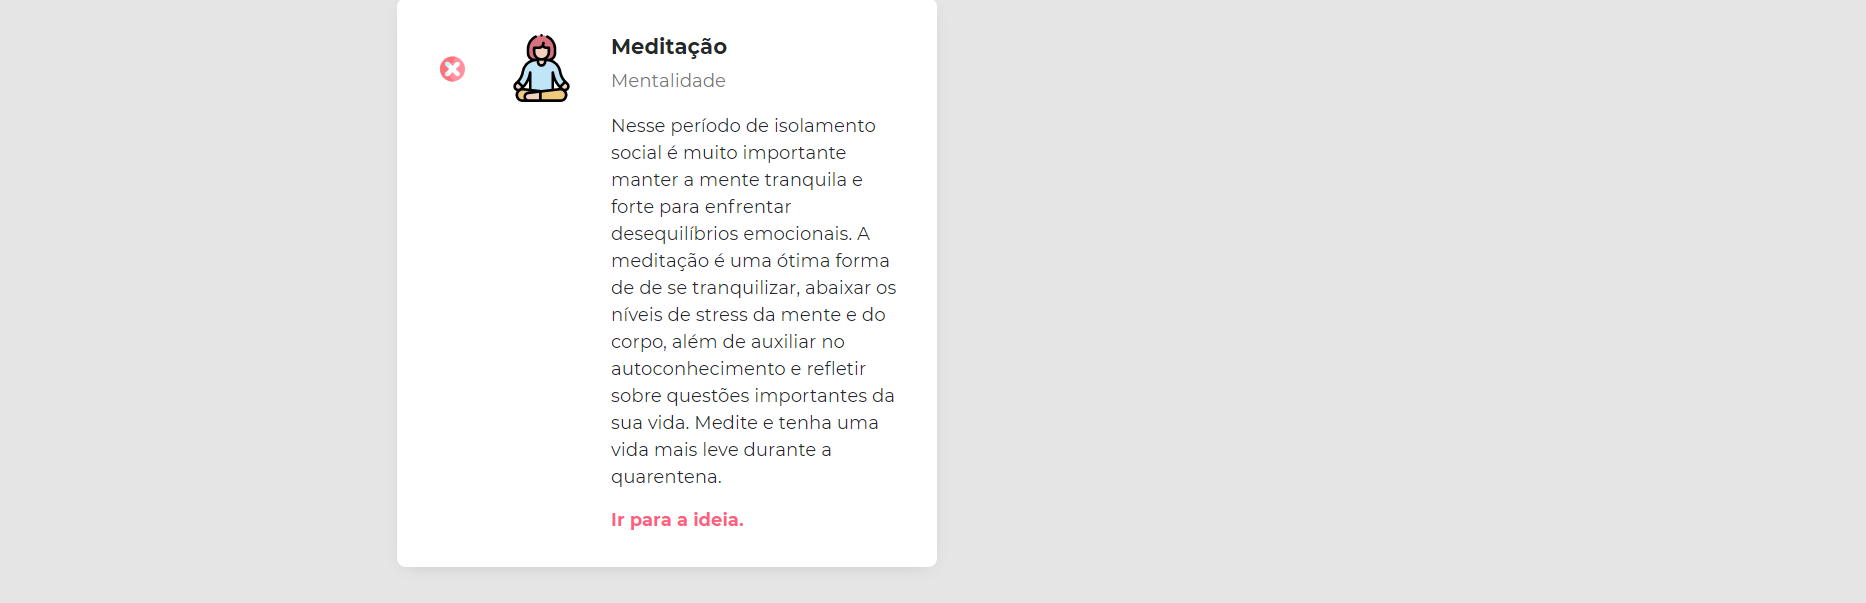 Meditação
Mentalidade
Nesse período de isolamento
social é muito importante
manter a mente tranquila e
forte para enfrentar
desequilíbrios emocionais. A
meditação é uma ótima forma
de de se tranquilizar, abaixar os
níveis de stress da mente e do
corpo, além de auxiliar no
autoconhecimento e refletir
sobre questões importantes da
sua vida. Medite e tenha uma
vida mais leve durante a
quarentena.
Ir para a ideia.